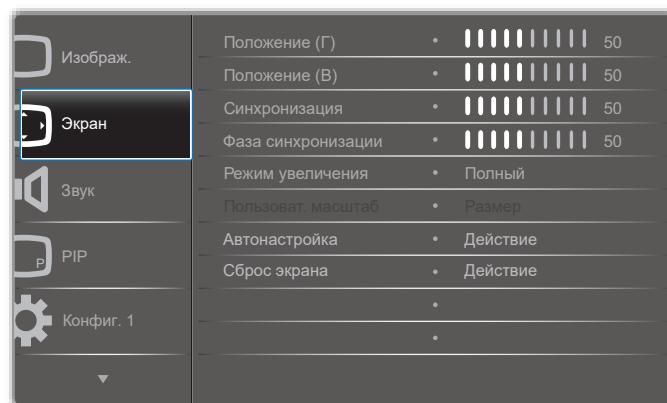 Изображ.
Экран
Звук
P
PIP
Конфиг. 1
Положение (Г) • 50
Положение (В) • 50
Синхронизация • 50
Фаза синхронизации • 50
Режим увеличения • Полный
Пользоват. масштаб • Размер
Автонастройка • Действие
Сброс экрана • Действие
•
•